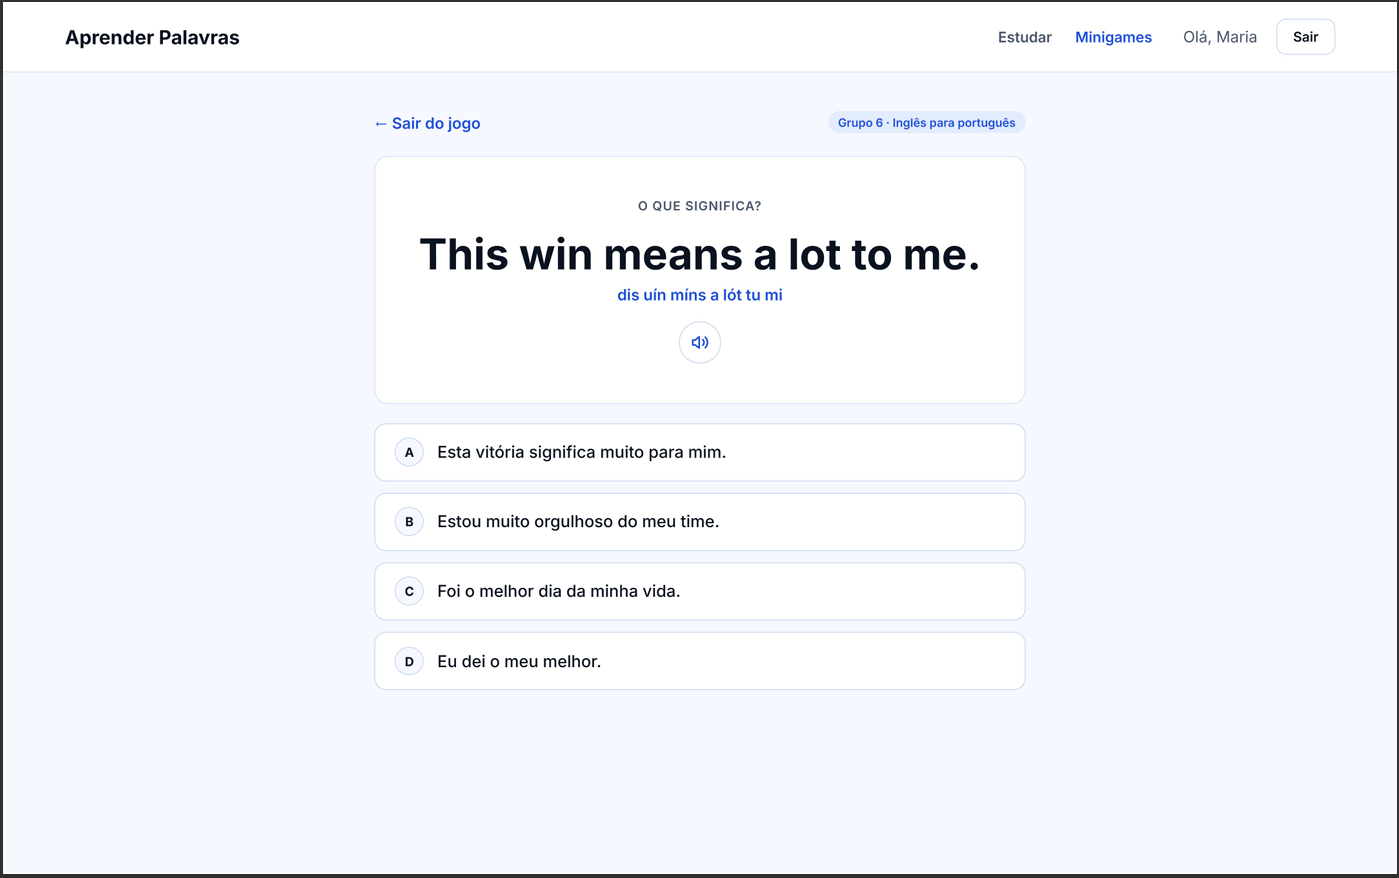 Aprender Palavras
Estudar
Minigames
Olá, Maria
Sair
← Sair do jogo
Grupo 6 · Inglês para português
O QUE SIGNIFICA?
This win means a lot to me.
dis uín míns a lót tu mi
A Esta vitória significa muito para mim.
B Estou muito orgulhoso do meu time.
C Foi o melhor dia da minha vida.
D Eu dei o meu melhor.